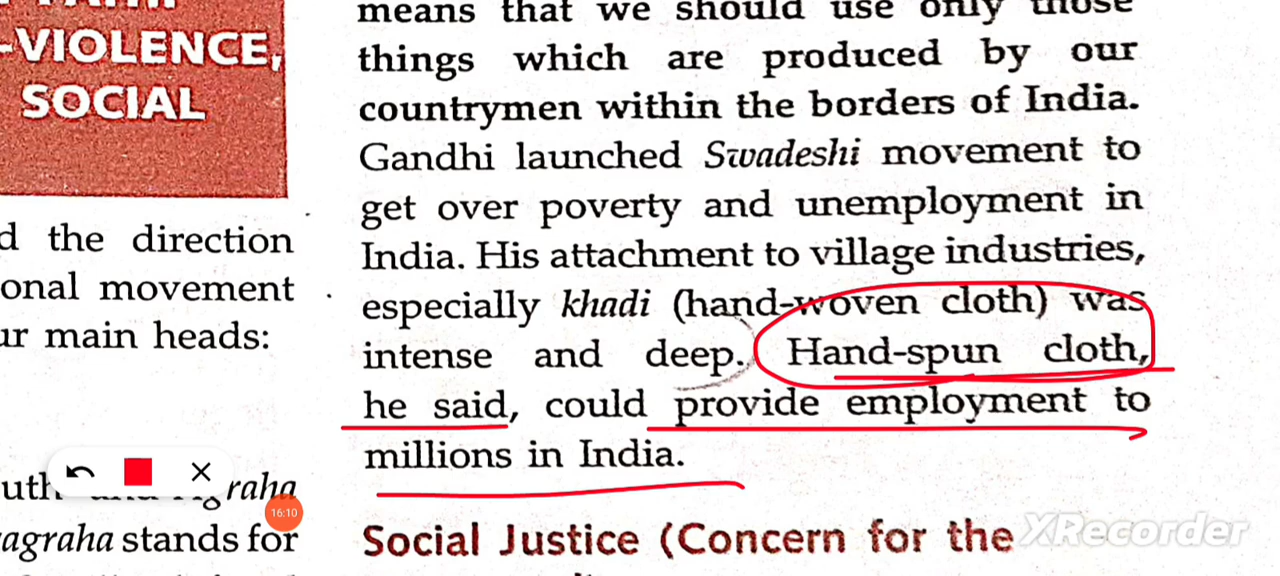 -VIOLENCE,
SOCIAL
d the direction
onal movement
ur main heads:
raha
agraha stands for
means that we should use only those
things which are produced by our
countrymen within the borders of India.
Gandhi launched Swadeshi movement to
get over poverty and unemployment in
India. His attachment to village industries,
especially khadi (hand-woven cloth) was
intense and deep. Hand-spun cloth,
he said, could provide employment to
millions in India.
Social Justice (Concern for the
16:10
XRecorder